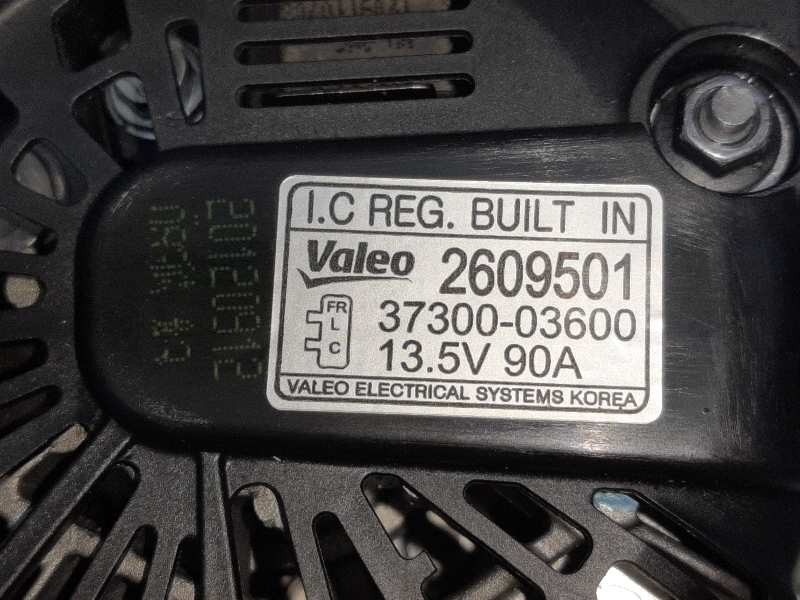 I.C REG. BUILT IN
Valeo 2609501
FR
L
C
37300-03600
13.5V 90A
VALEO ELECTRICAL SYSTEMS KOREA